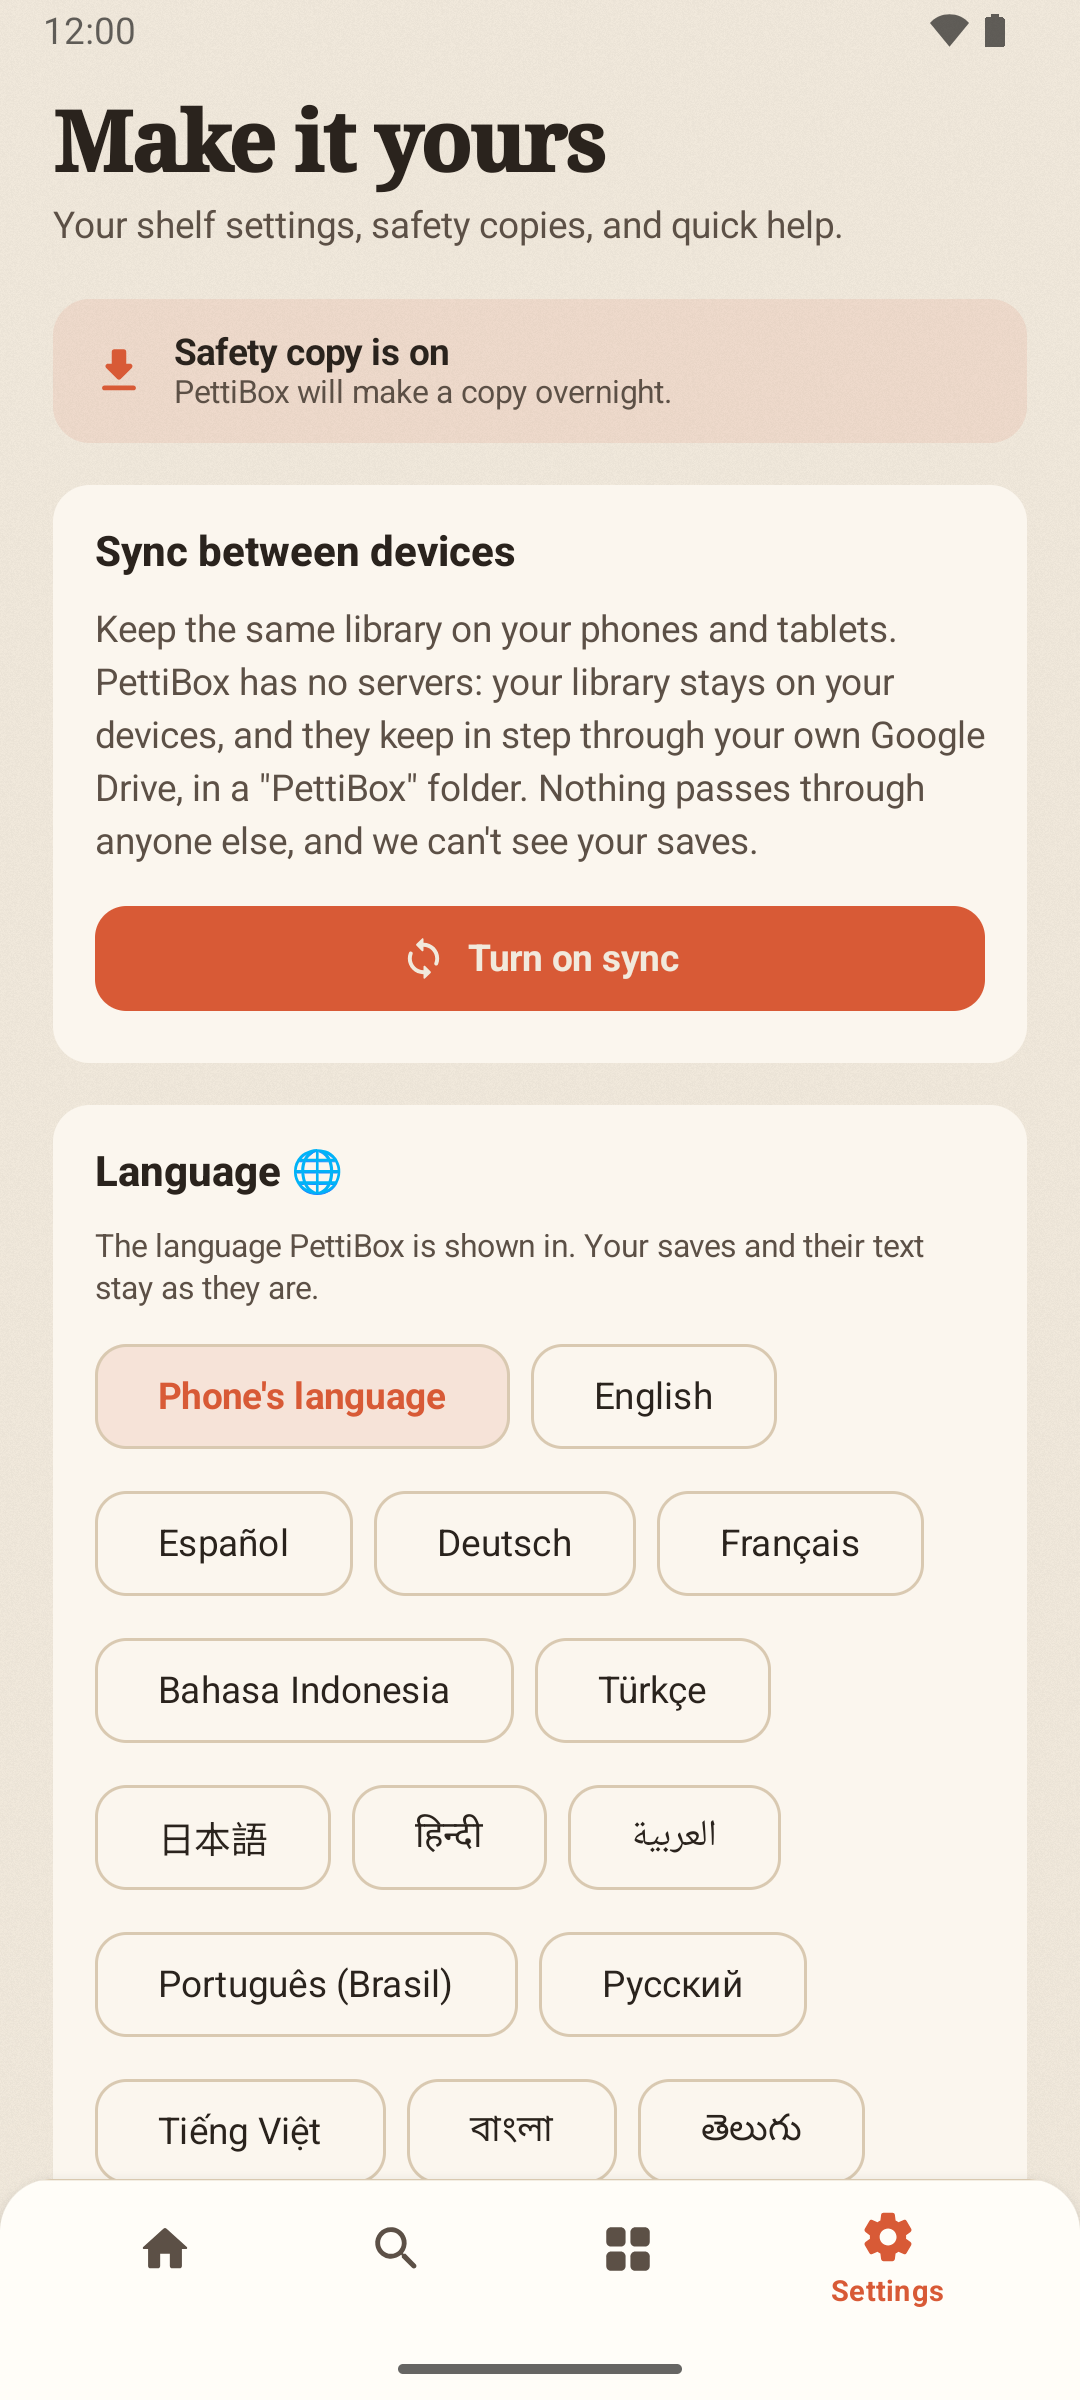 12:00
Make it yours
Your shelf settings, safety copies, and quick help.
Safety copy is on
PettiBox will make a copy overnight.
Sync between devices
Keep the same library on your phones and tablets.
PettiBox has no servers: your library stays on your
devices, and they keep in step through your own Google
Drive, in a "PettiBox" folder. Nothing passes through
anyone else, and we can't see your saves.
Turn on sync
Language 🌐
The language PettiBox is shown in. Your saves and their text
stay as they are.
Phone's language English
Español Deutsch Français
Bahasa Indonesia Türkçe
日本語 हिन्दी العربية
Português (Brasil) Русский
Tiếng Việt বাংলা తెలుగు
Settings